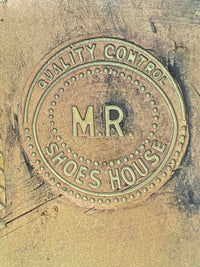 QUALITY CONTROL
M.R.
SHOES HOUSE